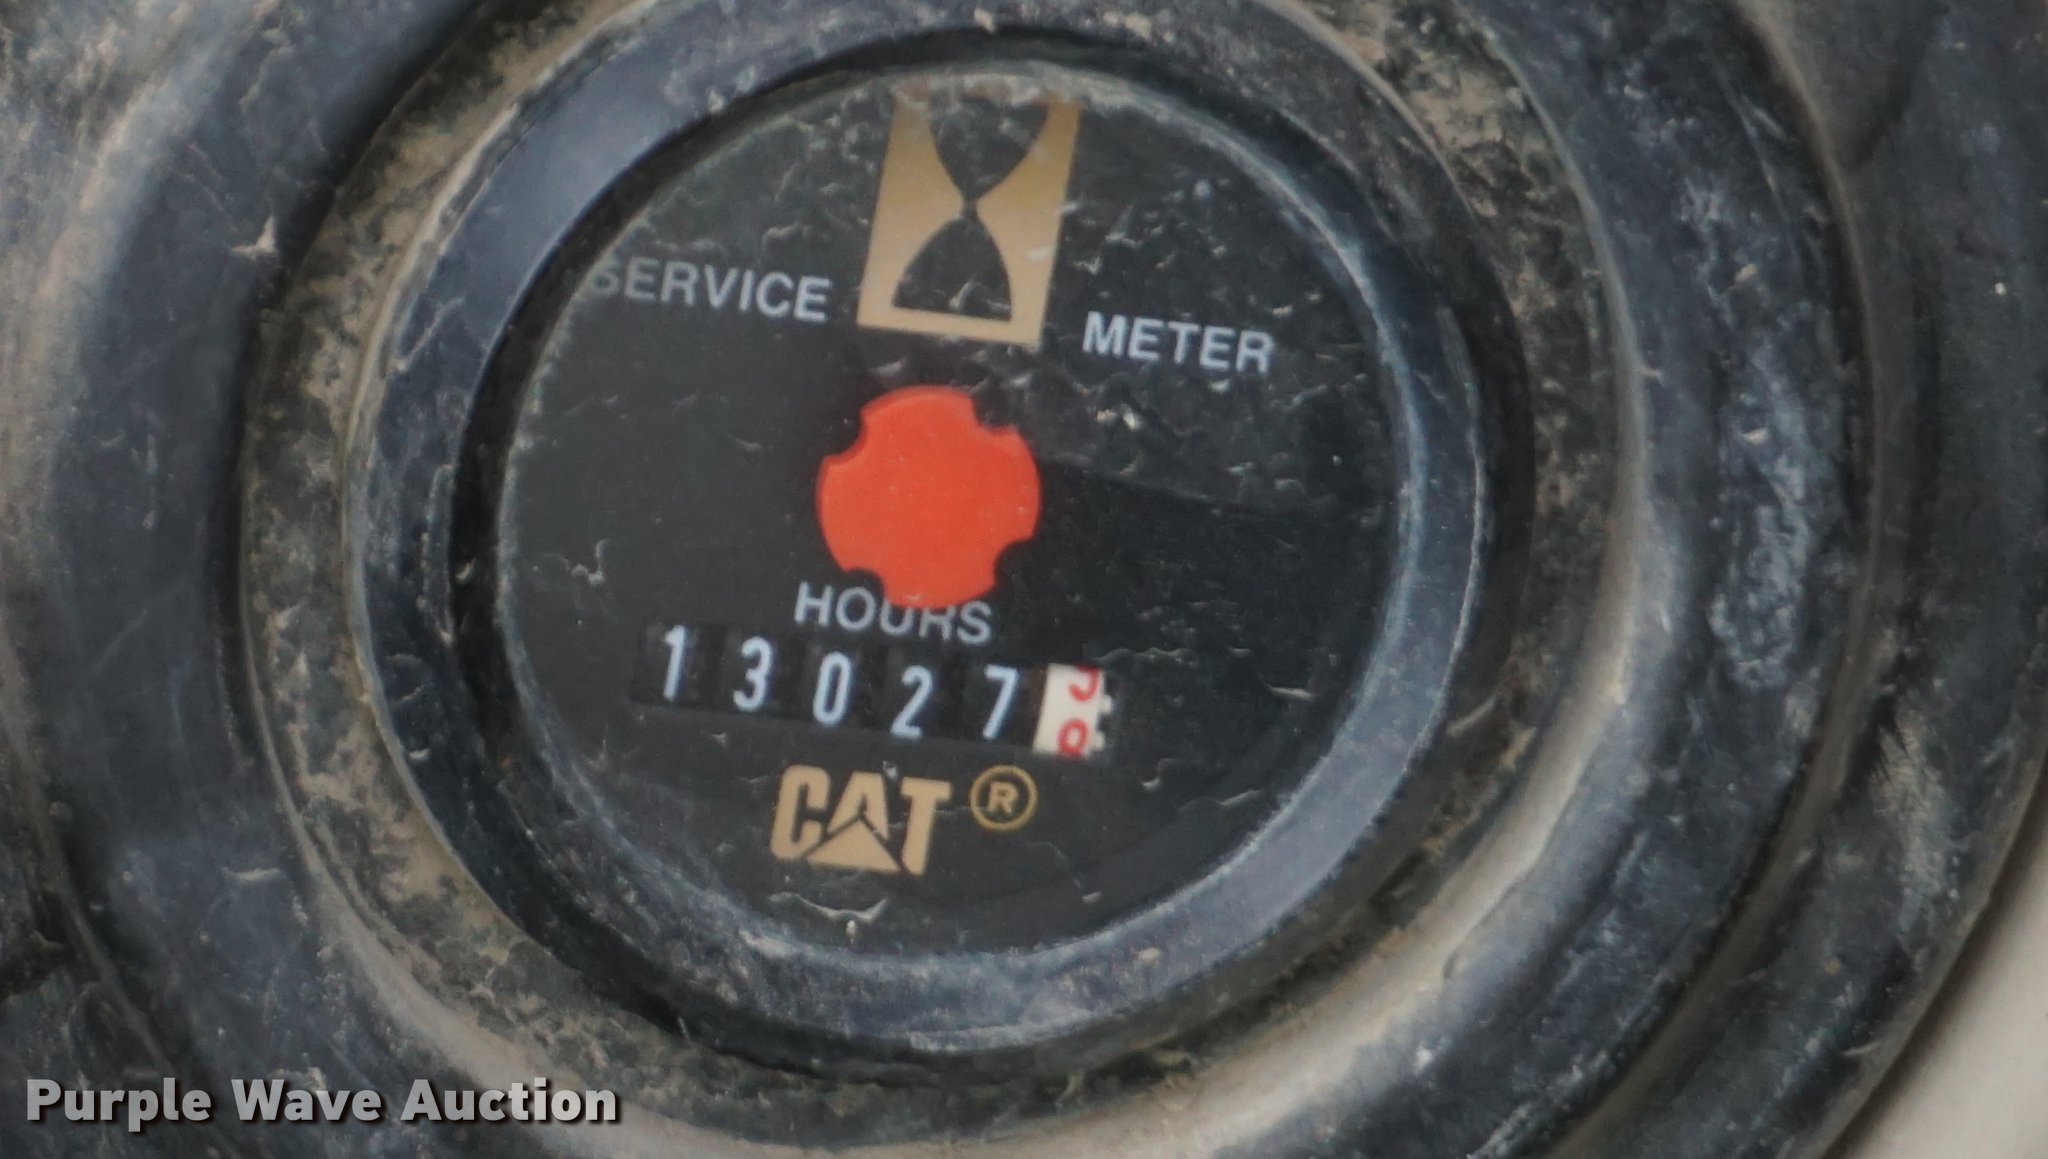 SERVICE METER
HOURS
13027
CAT ®
Purple Wave Auction